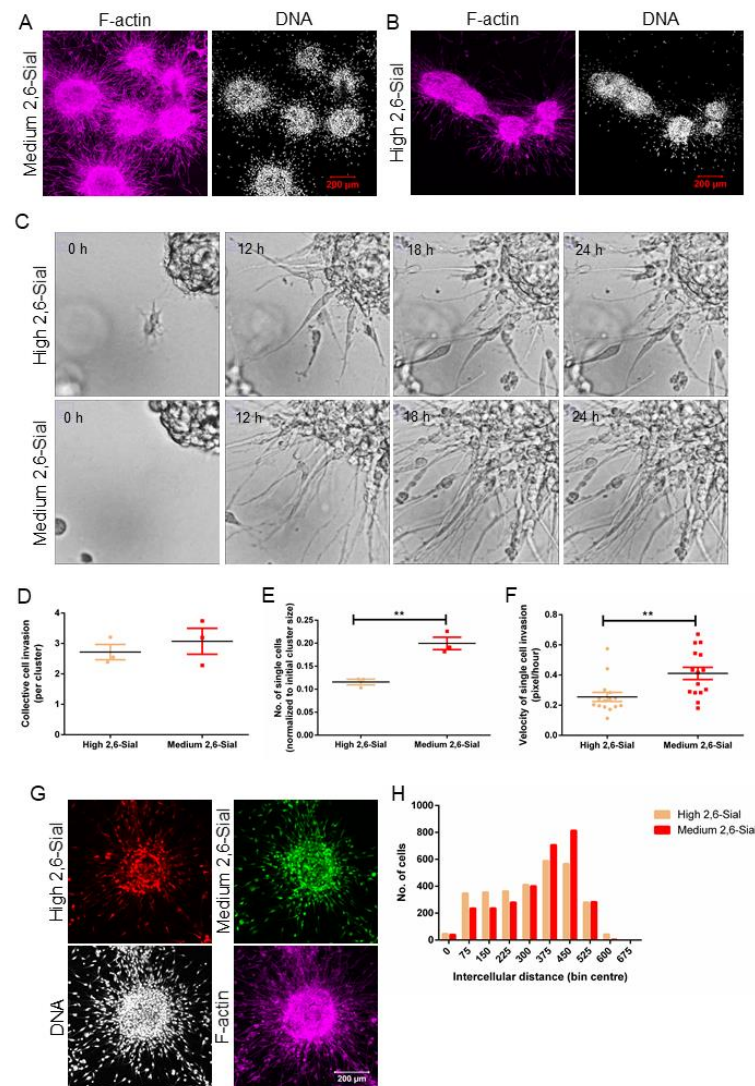 A
F-actin
DNA
Medium 2,6-Sial
200 μm
B
F-actin
DNA
High 2,6-Sial
200 μm
C
High 2,6-Sial
0 h
12 h
18 h
24 h
Medium 2,6-Sial
0 h
12 h
18 h
24 h
D
Collective cell invasion
(per cluster)
4
3
2
1
0
High 2,6-Sial
Medium 2,6-Sial
E
No. of single cells
(normalized to initial cluster size)
**
0.25
0.20
0.15
0.10
0.05
0.00
High 2,6-Sial
Medium 2,6-Sial
F
Velocity of single cell invasion
(pixel/hour)
**
0.8
0.6
0.4
0.2
0.0
High 2,6-Sial
Medium 2,6-Sial
G
High 2,6-Sial
Medium 2,6-Sial
DNA
F-actin
200 μm
H
No. of cells
1000
800
600
400
200
0
High 2,6-Sial
Medium 2,6-Sia
0
75
150
225
300
375
450
525
600
675
Intercellular distance (bin centre)